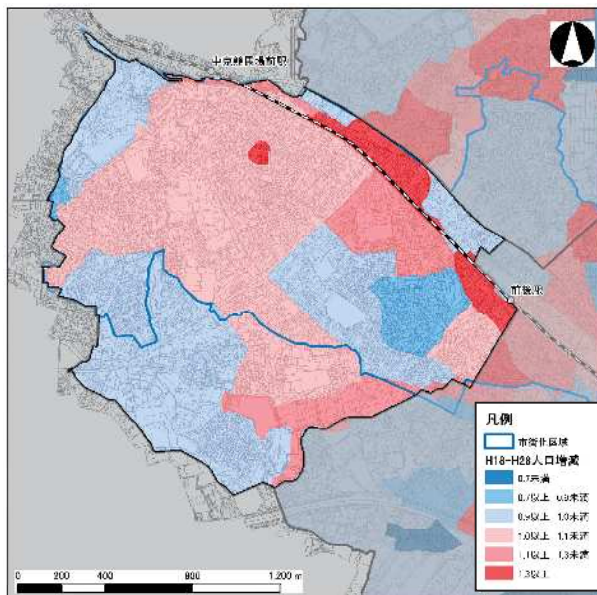 中京競馬場前駅
前後駅
凡例
市街化区域
H18-H28人口増減
0.7未満
0.7以上 0.9未満
0.9以上 1.0未満
1.0以上 1.1未満
1.1以上 1.3未満
1.3以上
0 200 400 800 1,200 m